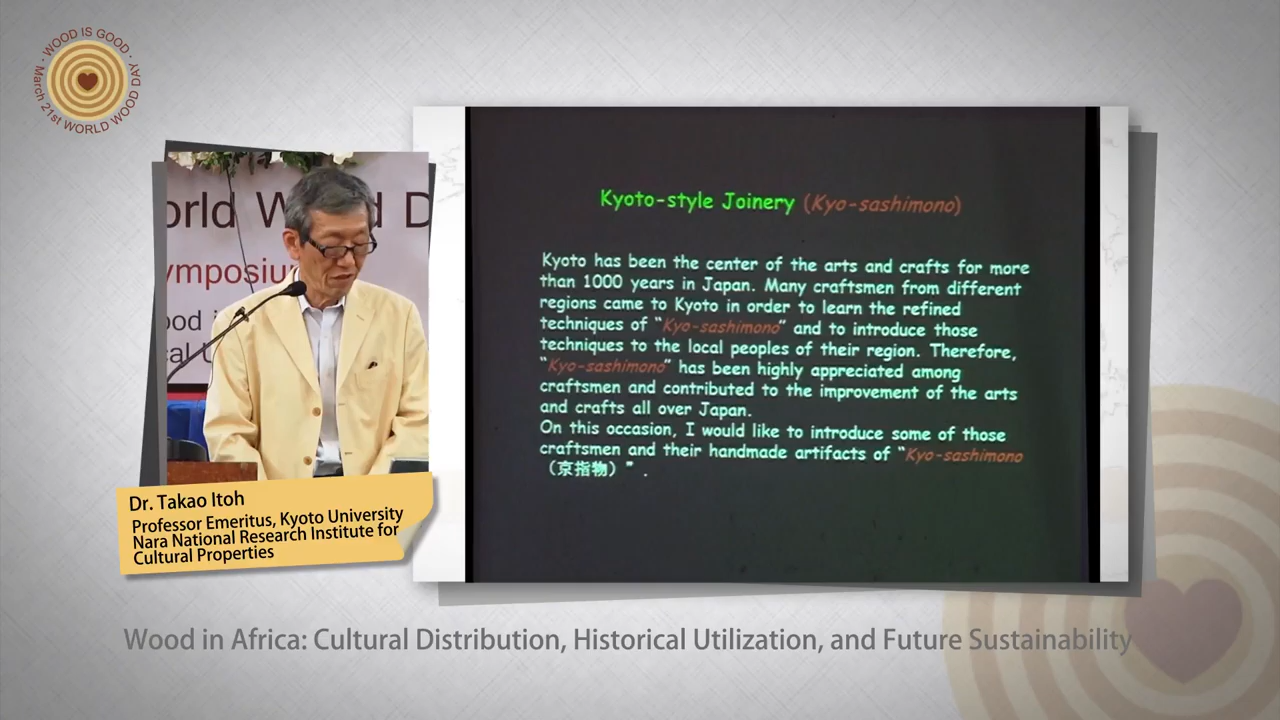 WOOD IS GOOD · March 21st WORLD WOOD DAY ·
orld W d D
ymposiu
ood i
cal U
Dr. Takao Itoh
Professor Emeritus, Kyoto University
Nara National Research Institute for
Cultural Properties
Kyoto-style Joinery (Kyo-sashimono)
Kyoto has been the center of the arts and crafts for more
than 1000 years in Japan. Many craftsmen from different
regions came to Kyoto in order to learn the refined
techniques of "Kyo-sashimono" and to introduce those
techniques to the local peoples of their region. Therefore,
"Kyo-sashimono" has been highly appreciated among
craftsmen and contributed to the improvement of the arts
and crafts all over Japan.
On this occasion, I would like to introduce some of those
craftsmen and their handmade artifacts of "Kyo-sashimono
（京指物）" .
Wood in Africa: Cultural Distribution, Historical Utilization, and Future Sustainability